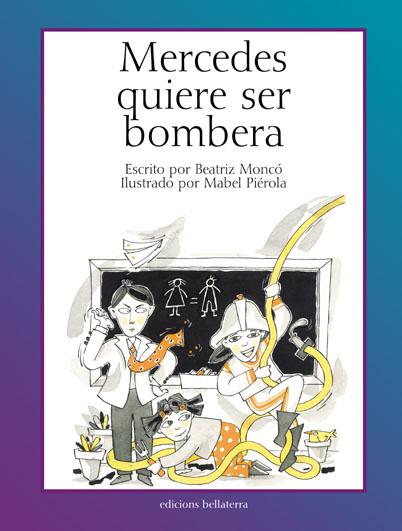 Mercedes
quiere ser
bombera
Escrito por Beatriz Moncó
Ilustrado por Mabel Piérola
=
edicions bellaterra